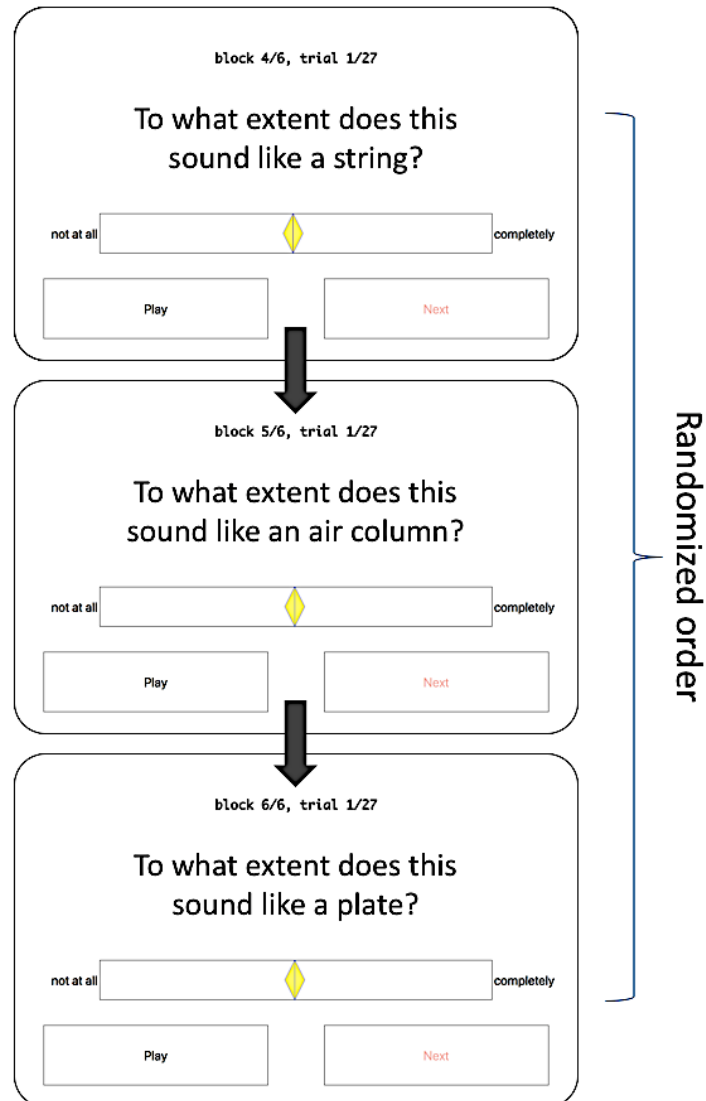 block 4/6, trial 1/27
To what extent does this
sound like a string?
not at all
completely
Play
Next
block 5/6, trial 1/27
To what extent does this
sound like an air column?
not at all
completely
Play
Next
block 6/6, trial 1/27
To what extent does this
sound like a plate?
not at all
completely
Play
Next
Randomized order